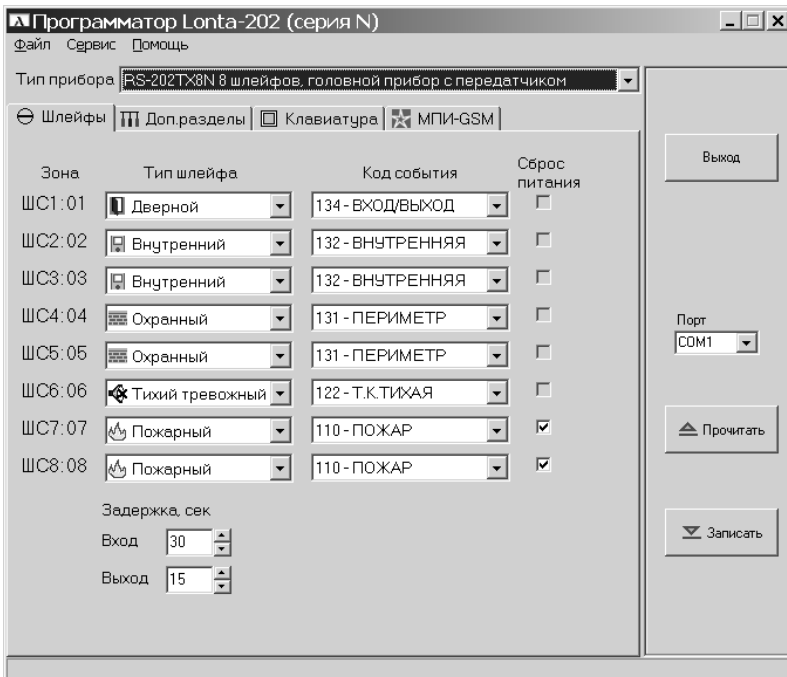 Программатор Lonta-202 (серия N)
Файл Сервис Помощь
Тип прибора RS-202TX8N 8 шлейфов, головной прибор с передатчиком
Шлейфы Доп.разделы Клавиатура МПИ-GSM
Зона Тип шлейфа Код события Сброс питания
ШС1:01 Дверной 134 - ВХОД/ВЫХОД
ШС2:02 Внутренний 132 - ВНУТРЕННЯЯ
ШС3:03 Внутренний 132 - ВНУТРЕННЯЯ
ШС4:04 Охранный 131 - ПЕРИМЕТР
ШС5:05 Охранный 131 - ПЕРИМЕТР
ШС6:06 Тихий тревожный 122 - Т.К.ТИХАЯ
ШС7:07 Пожарный 110 - ПОЖАР
ШС8:08 Пожарный 110 - ПОЖАР
Задержка, сек
Вход 30
Выход 15
Выход
Порт
COM1
Прочитать
Записать